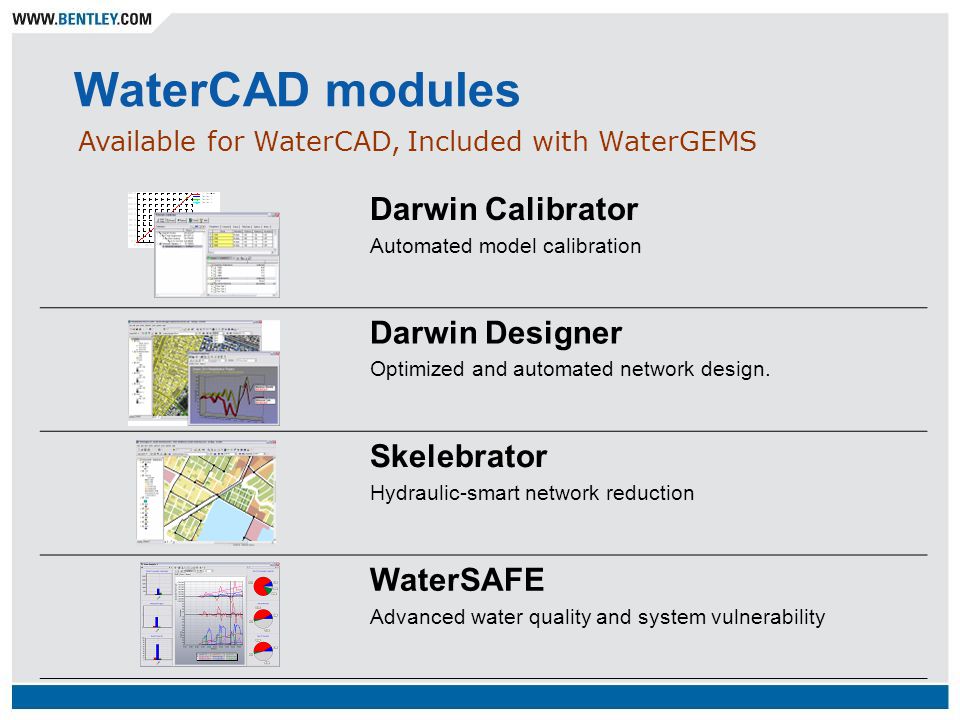 WWW.BENTLEY.COM
WaterCAD modules
Available for WaterCAD, Included with WaterGEMS
Darwin Calibrator
Automated model calibration
Darwin Designer
Optimized and automated network design.
Skelebrator
Hydraulic-smart network reduction
WaterSAFE
Advanced water quality and system vulnerability